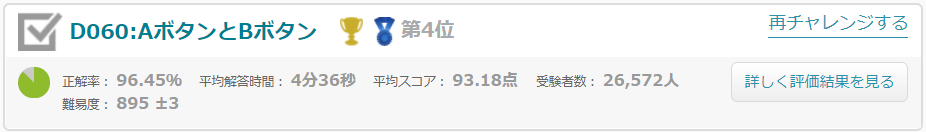 D060:AボタンとBボタン 第4位 再チャレンジする
正解率： 96.45% 平均解答時間： 4分36秒 平均スコア： 93.18点 受験者数： 26,572人 詳しく評価結果を見る
難易度： 895 ±3